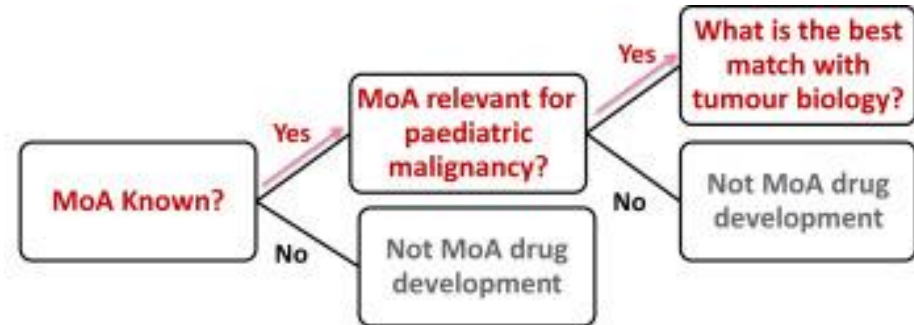 MoA Known?
Yes
No
MoA relevant for
paediatric
malignancy?
Not MoA drug
development
Yes
No
What is the best
match with
tumour biology?
Not MoA drug
development